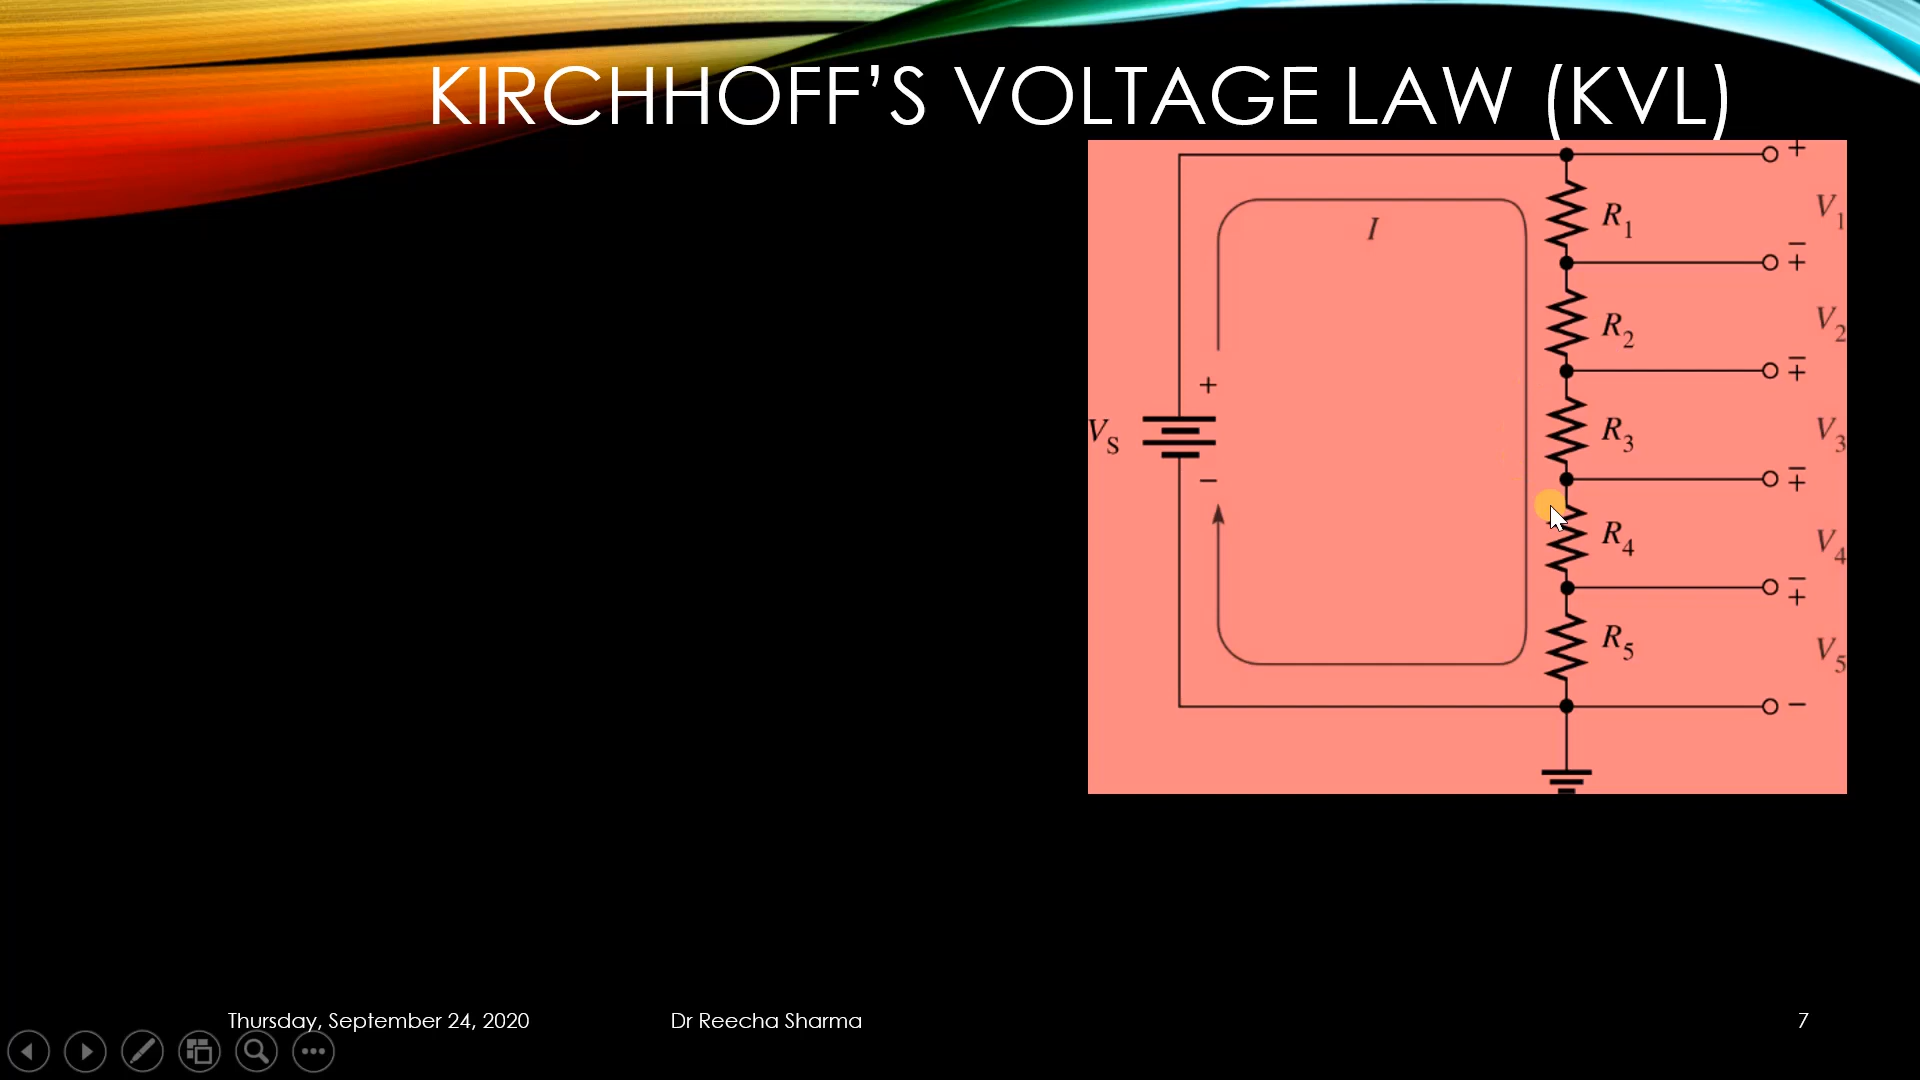 KIRCHHOFF'S VOLTAGE LAW (KVL)
+
I
R1
V1
−
+
R2
V2
−
+
+
VS
R3
V3
−
−
+
R4
V4
−
+
R5
V5
−
Thursday, September 24, 2020
Dr Reecha Sharma
7